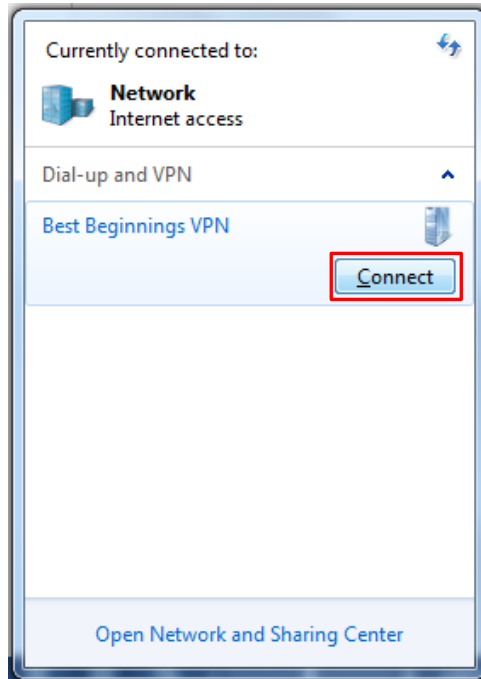 Currently connected to:
Network
Internet access
Dial-up and VPN
Best Beginnings VPN
Connect
Open Network and Sharing Center